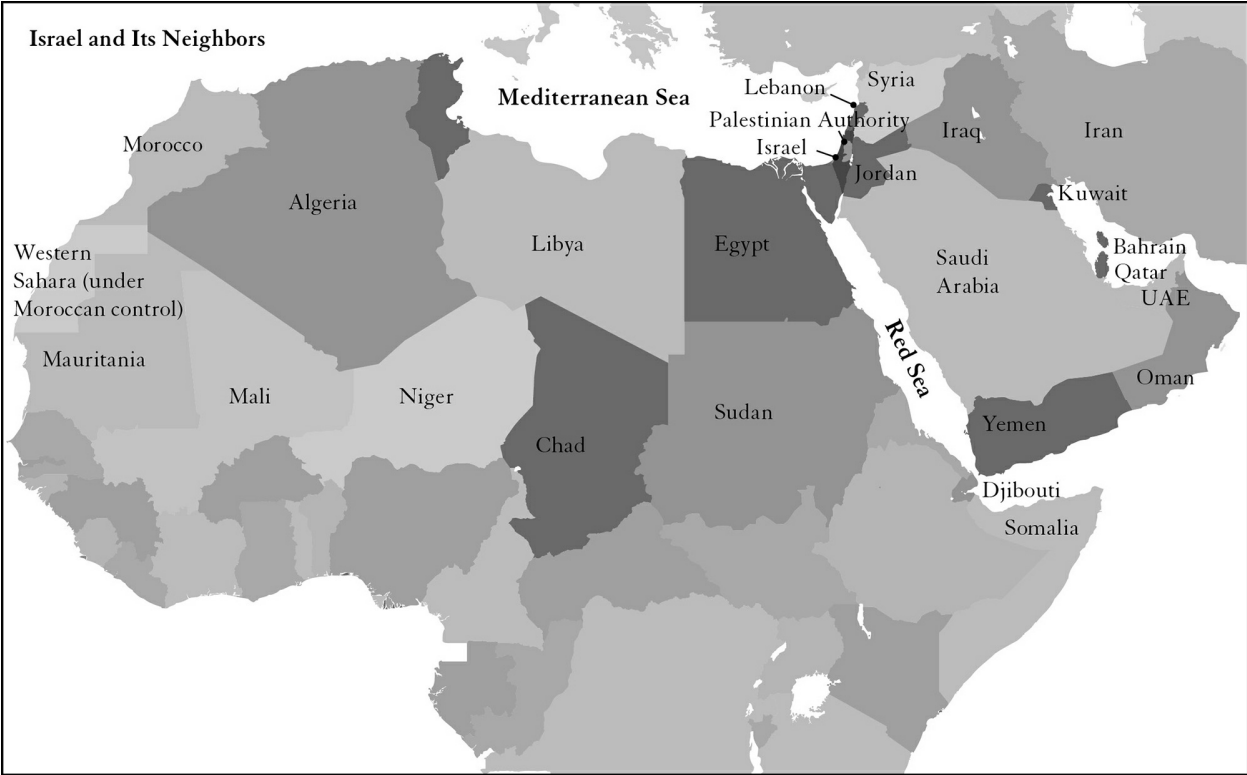 Israel and Its Neighbors
Mediterranean Sea
Lebanon
Syria
Palestinian Authority
Israel
Jordan
Iraq
Iran
Kuwait
Morocco
Algeria
Libya
Egypt
Saudi
Arabia
Bahrain
Qatar
UAE
Western
Sahara (under
Moroccan control)
Mauritania
Mali
Niger
Chad
Sudan
Red Sea
Oman
Yemen
Djibouti
Somalia